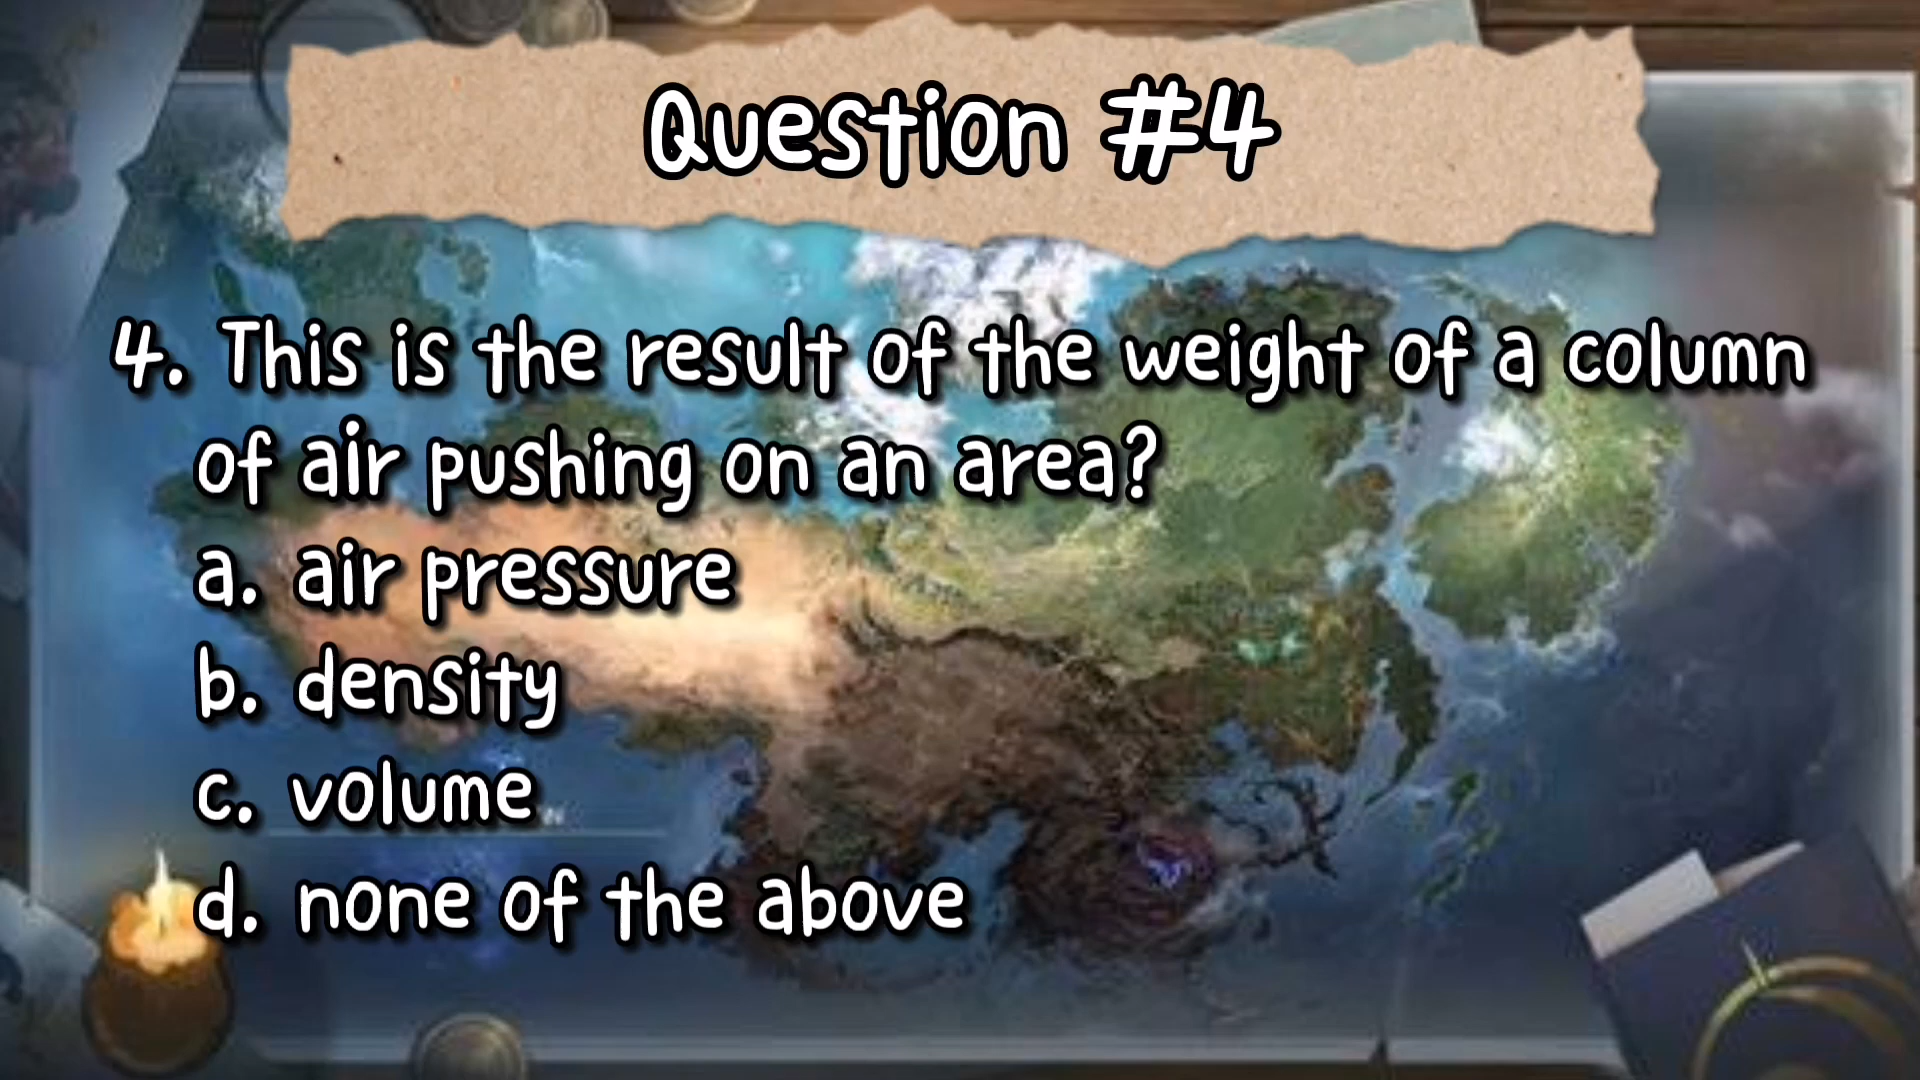 Question #4
4. This is the result of the weight of a column
of air pushing on an area?
a. air pressure
b. density
c. volume
d. none of the above